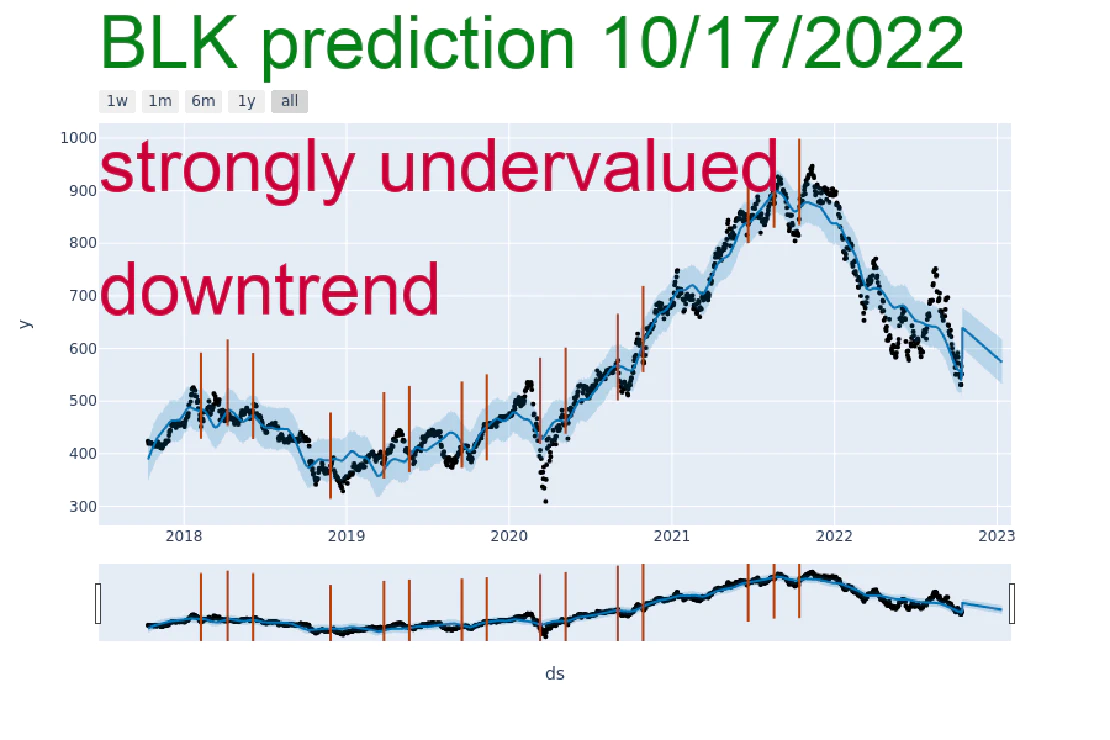 BLK prediction 10/17/2022
1w 1m 6m 1y all
1000
strongly undervalued
900
800
downtrend
700
y
600
500
400
300
2018 2019 2020 2021 2022 2023
ds